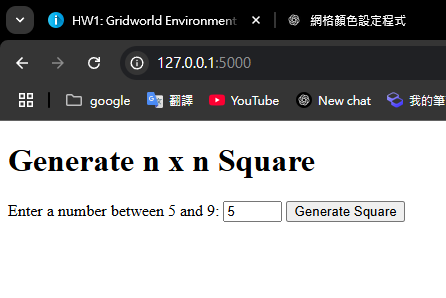 HW1: Gridworld Environment
網格顏色設定程式
127.0.0.1:5000
google 翻譯 YouTube New chat 我的筆
Generate n x n Square
Enter a number between 5 and 9: 5 Generate Square